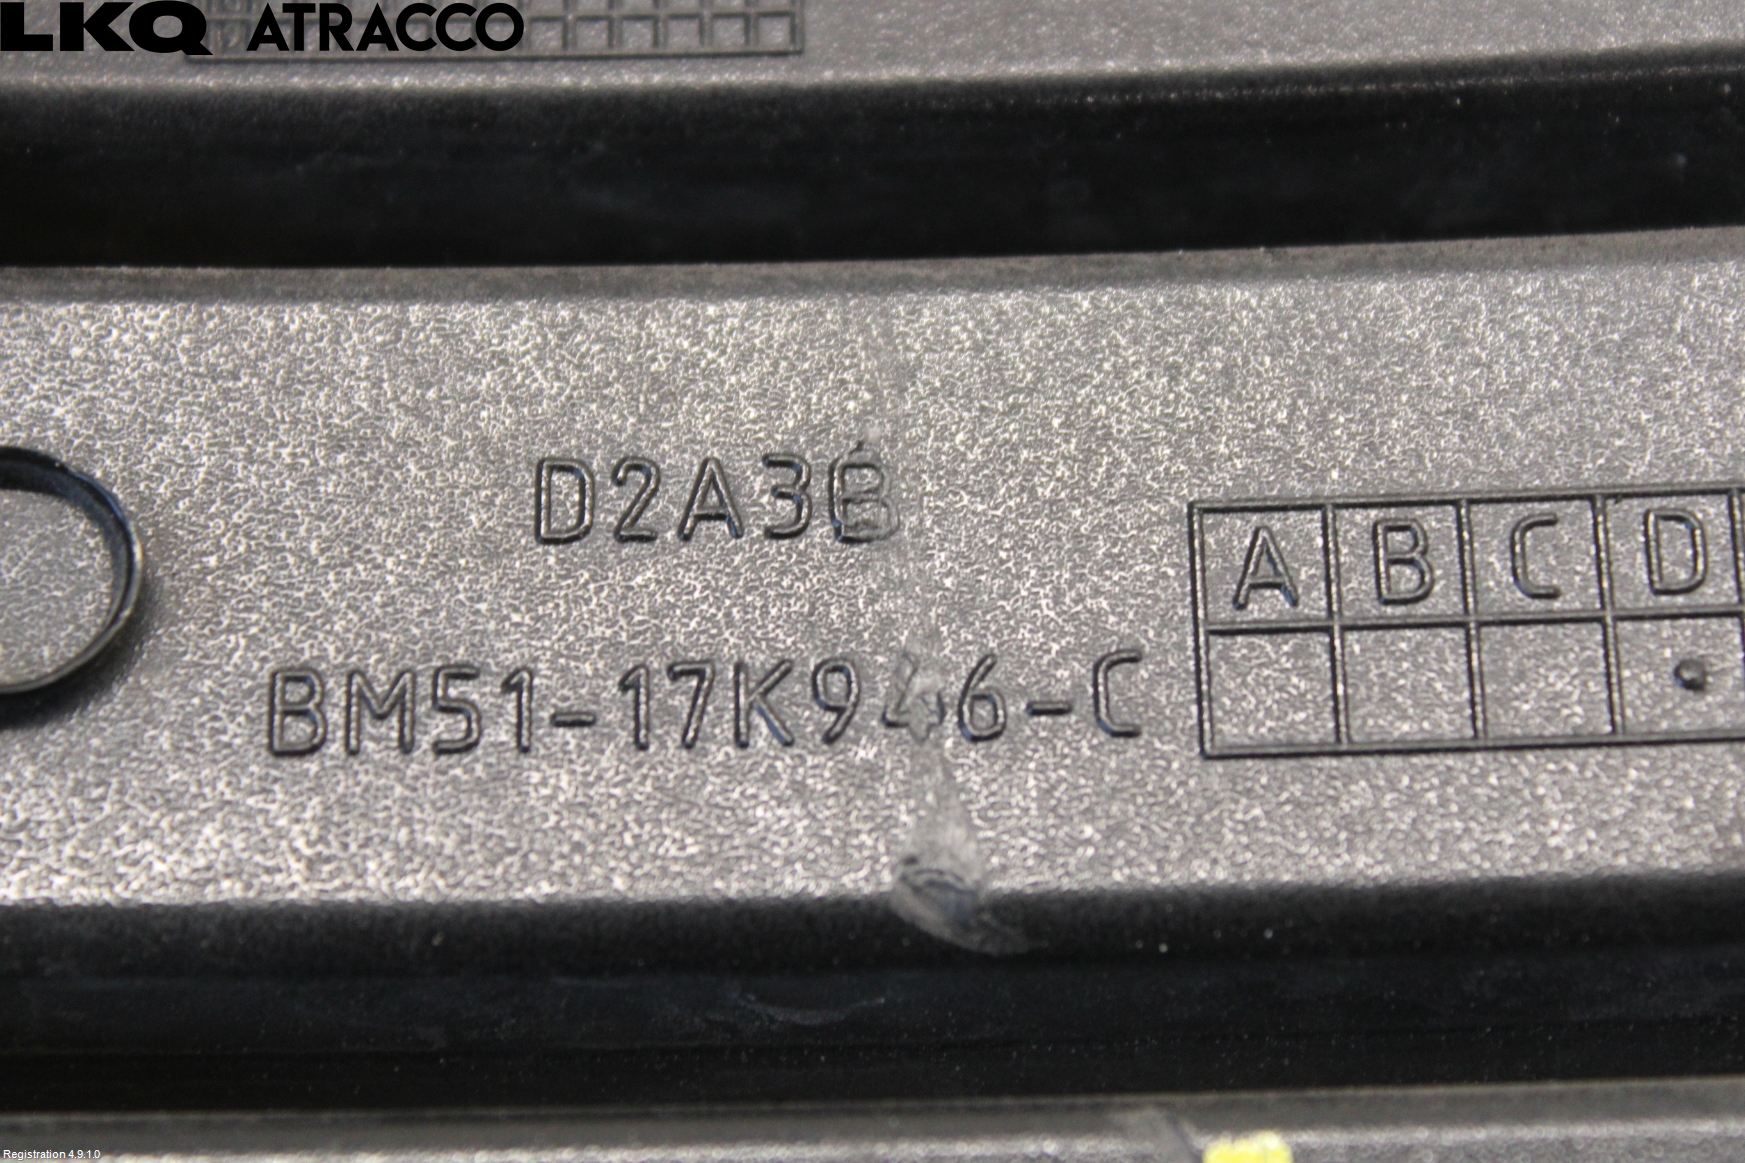 LKQ ATRACCO
D2A3B
A B C D
BM51-17K946-C
Registration 4.9.1.0